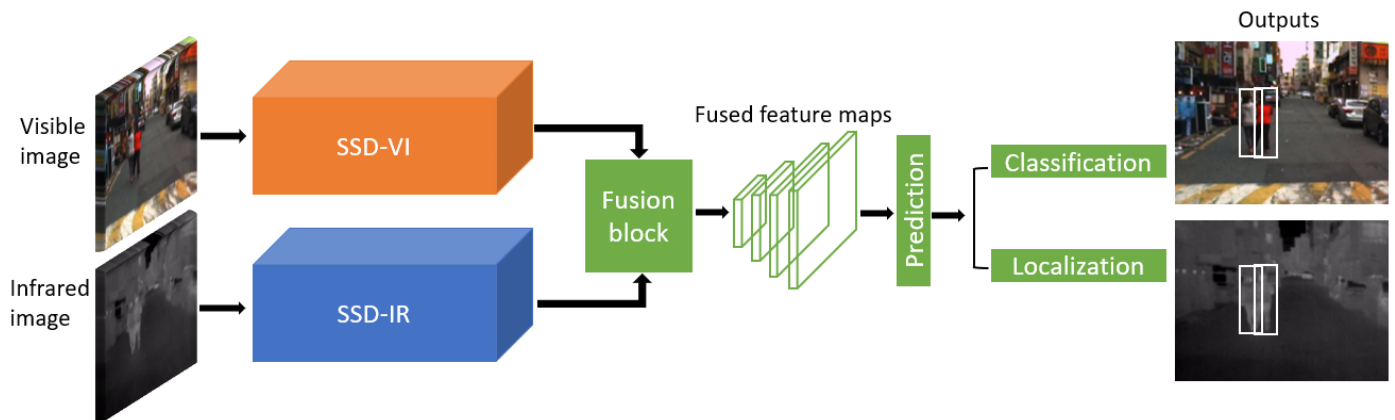 Outputs
Visible
image
SSD-VI
Fused feature maps
Fusion
block
Prediction
Classification
Localization
Infrared
image
SSD-IR